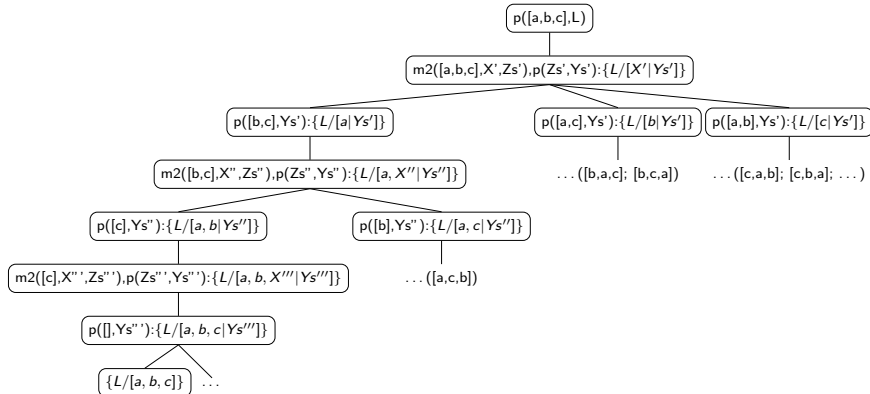 p([a,b,c],L)
m2([a,b,c],X',Zs'),p(Zs',Ys'):{L/[X′|Ys′]}
p([b,c],Ys'):{L/[a|Ys′]} p([a,c],Ys'):{L/[b|Ys′]} p([a,b],Ys'):{L/[c|Ys′]}
m2([b,c],X",Zs"),p(Zs",Ys"):{L/[a, X′′|Ys′′]} ...([b,a,c]; [b,c,a]) ...([c,a,b]; [c,b,a]; ...)
p([c],Ys"):{L/[a, b|Ys′′]} p([b],Ys"):{L/[a, c|Ys′′]}
m2([c],X"',Zs"'),p(Zs"',Ys"'):{L/[a, b, X′′′|Ys′′′]} ...([a,c,b])
p([],Ys"'):{L/[a, b, c|Ys′′′]}
{L/[a, b, c]} ...